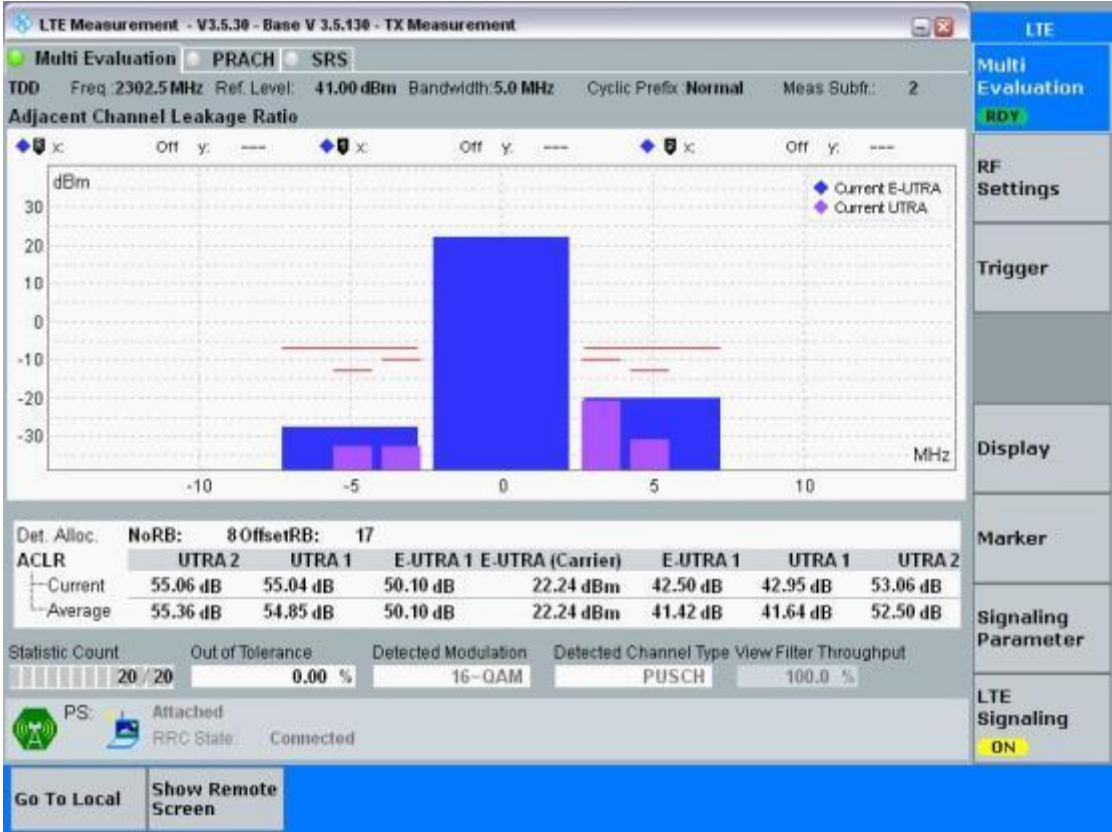 LTE Measurement - V3.5.30 - Base V 3.5.130 - TX Measurement
LTE
Multi Evaluation PRACH SRS
TDD Freq.:2302.5 MHz Ref. Level: 41.00 dBm Bandwidth:5.0 MHz Cyclic Prefix:Normal Meas Subfr.: 2
Adjacent Channel Leakage Ratio
x: Off y: --- x: Off y: --- x: Off y: ---
dBm
Current E-UTRA
Current UTRA
30
20
10
0
-10
-20
-30
MHz
-10 -5 0 5 10
Det. Alloc. NoRB: 8 OffsetRB: 17
ACLR UTRA 2 UTRA 1 E-UTRA 1 E-UTRA (Carrier) E-UTRA 1 UTRA 1 UTRA 2
Current 55.06 dB 55.04 dB 50.10 dB 22.24 dBm 42.50 dB 42.95 dB 53.06 dB
Average 55.36 dB 54.85 dB 50.10 dB 22.24 dBm 41.42 dB 41.64 dB 52.50 dB
Statistic Count Out of Tolerance Detected Modulation Detected Channel Type View Filter Throughput
20 / 20 0.00 % 16-QAM PUSCH 100.0 %
PS: Attached
RRC State: Connected
Multi
Evaluation
RDY
RF
Settings
Trigger
Display
Marker
Signaling
Parameter
LTE
Signaling
ON
Go To Local
Show Remote
Screen